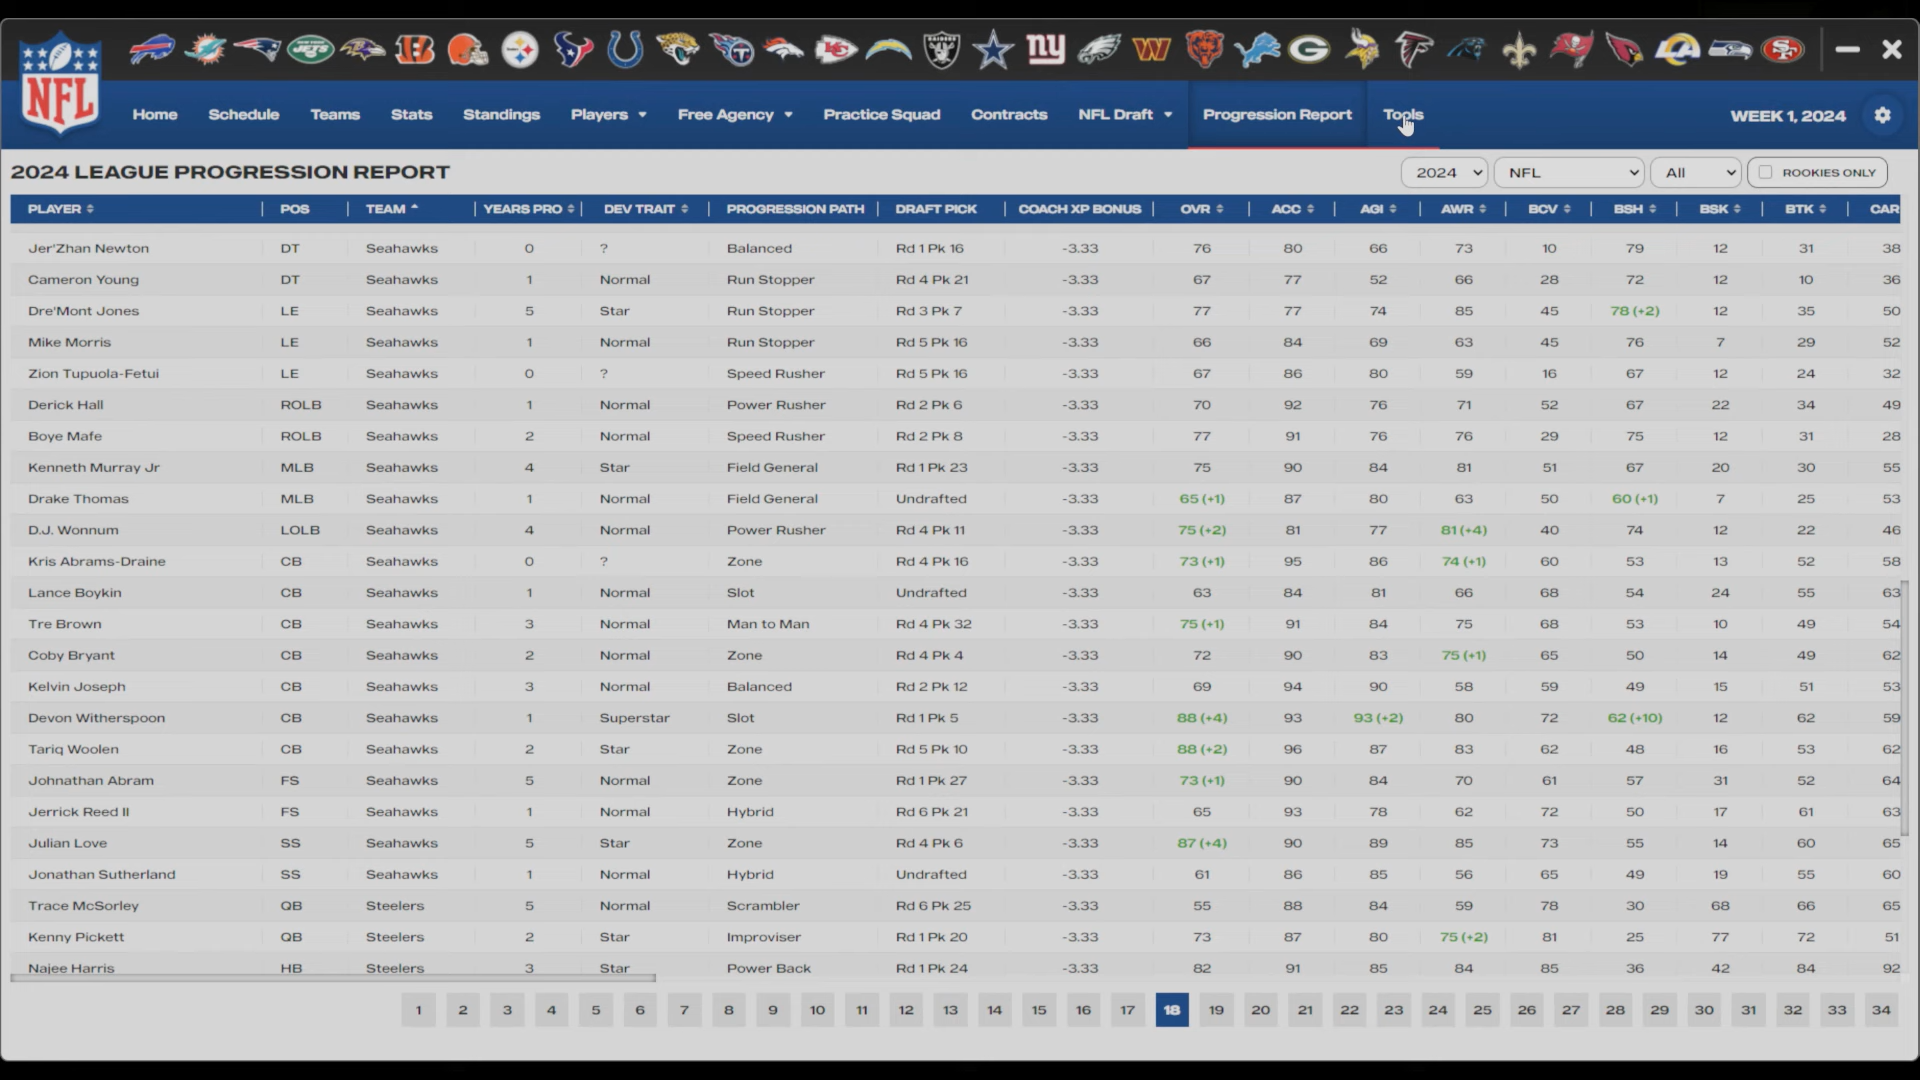 NFL
Home Schedule Teams Stats Standings Players Free Agency Practice Squad Contracts NFL Draft Progression Report Tools WEEK 1, 2024
2024 LEAGUE PROGRESSION REPORT 2024 NFL All ROOKIES ONLY
PLAYER POS TEAM YEARS PRO DEV TRAIT PROGRESSION PATH DRAFT PICK COACH XP BONUS OVR ACC AGI AWR BCV BSH BSK BTK CAR
Jer'Zhan Newton DT Seahawks 0 ? Balanced Rd 1 Pk 16 -3.33 76 80 66 73 10 79 12 31 38
Cameron Young DT Seahawks 1 Normal Run Stopper Rd 4 Pk 21 -3.33 67 77 52 66 28 72 12 10 36
Dre'Mont Jones LE Seahawks 5 Star Run Stopper Rd 3 Pk 7 -3.33 77 77 74 85 45 78 (+2) 12 35 50
Mike Morris LE Seahawks 1 Normal Run Stopper Rd 5 Pk 16 -3.33 66 84 69 63 45 76 7 29 52
Zion Tupuola-Fetui LE Seahawks 0 ? Speed Rusher Rd 5 Pk 16 -3.33 67 86 80 59 16 67 12 24 32
Derick Hall ROLB Seahawks 1 Normal Power Rusher Rd 2 Pk 6 -3.33 70 92 76 71 52 67 22 34 49
Boye Mafe ROLB Seahawks 2 Normal Speed Rusher Rd 2 Pk 8 -3.33 77 91 76 76 29 75 12 31 28
Kenneth Murray Jr MLB Seahawks 4 Star Field General Rd 1 Pk 23 -3.33 75 90 84 81 51 67 20 30 55
Drake Thomas MLB Seahawks 1 Normal Field General Undrafted -3.33 65 (+1) 87 80 63 50 60 (+1) 7 25 53
D.J. Wonnum LOLB Seahawks 4 Normal Power Rusher Rd 4 Pk 11 -3.33 75 (+2) 81 77 81 (+4) 40 74 12 22 46
Kris Abrams-Draine CB Seahawks 0 ? Zone Rd 4 Pk 16 -3.33 73 (+1) 95 86 74 (+1) 60 53 13 52 58
Lance Boykin CB Seahawks 1 Normal Slot Undrafted -3.33 63 84 81 66 68 54 24 55 63
Tre Brown CB Seahawks 3 Normal Man to Man Rd 4 Pk 32 -3.33 75 (+1) 91 84 75 68 53 10 49 54
Coby Bryant CB Seahawks 2 Normal Zone Rd 4 Pk 4 -3.33 72 90 83 75 (+1) 65 50 14 49 62
Kelvin Joseph CB Seahawks 3 Normal Balanced Rd 2 Pk 12 -3.33 69 94 90 58 59 49 15 51 53
Devon Witherspoon CB Seahawks 1 Superstar Slot Rd 1 Pk 5 -3.33 88 (+4) 93 93 (+2) 80 72 62 (+10) 12 62 59
Tariq Woolen CB Seahawks 2 Star Zone Rd 5 Pk 10 -3.33 88 (+2) 96 87 83 62 48 16 53 62
Johnathan Abram FS Seahawks 5 Normal Zone Rd 1 Pk 27 -3.33 73 (+1) 90 84 70 61 57 31 52 64
Jerrick Reed II FS Seahawks 1 Normal Hybrid Rd 6 Pk 21 -3.33 65 93 78 62 72 50 17 61 63
Julian Love SS Seahawks 5 Star Zone Rd 4 Pk 6 -3.33 87 (+4) 90 89 85 73 55 14 60 65
Jonathan Sutherland SS Seahawks 1 Normal Hybrid Undrafted -3.33 61 86 85 56 65 49 19 55 60
Trace McSorley QB Steelers 5 Normal Scrambler Rd 6 Pk 25 -3.33 55 88 84 59 78 30 68 66 65
Kenny Pickett QB Steelers 2 Star Improviser Rd 1 Pk 20 -3.33 73 87 80 75 (+2) 81 25 77 72 51
Najee Harris HB Steelers 3 Star Power Back Rd 1 Pk 24 -3.33 82 91 85 84 85 36 42 84 92
1 2 3 4 5 6 7 8 9 10 11 12 13 14 15 16 17 18 19 20 21 22 23 24 25 26 27 28 29 30 31 32 33 34